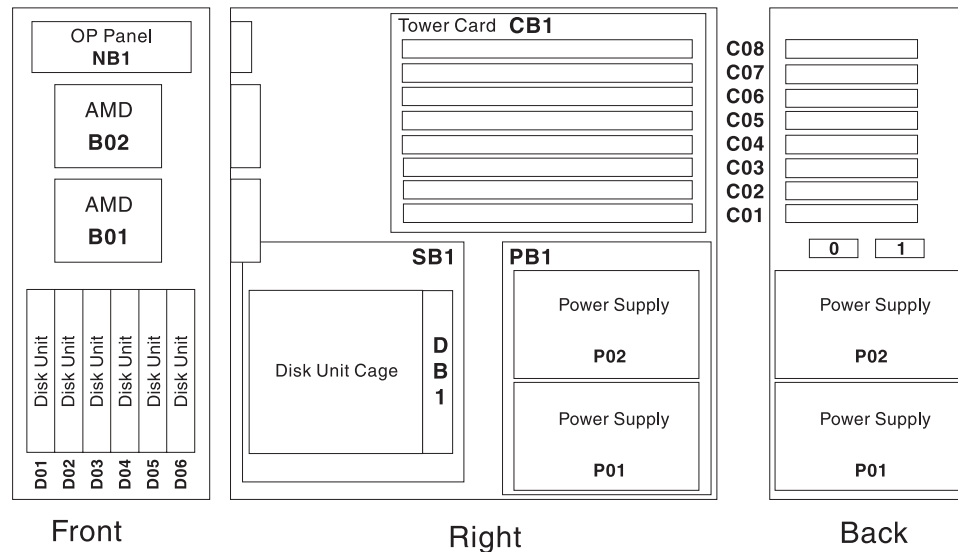 OP Panel
NB1
AMD
B02
AMD
B01
Disk Unit
Disk Unit
Disk Unit
Disk Unit
Disk Unit
Disk Unit
D01
D02
D03
D04
D05
D06
Front
Tower Card CB1
SB1
Disk Unit Cage
D
B
1
PB1
Power Supply
P02
Power Supply
P01
Right
C08
C07
C06
C05
C04
C03
C02
C01
0 1
Power Supply
P02
Power Supply
P01
Back